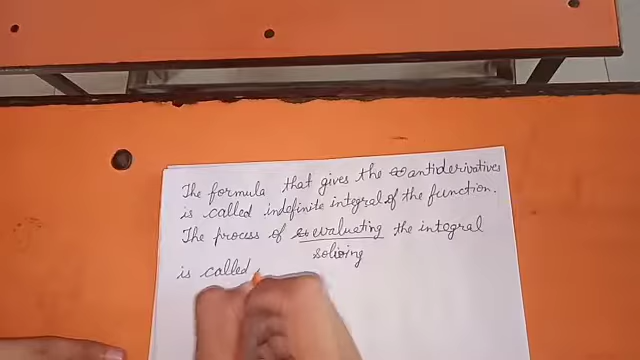 The formula that gives the antiderivatives
is called indefinite integral of the function.
The process of evaluating the integral
solving
is called